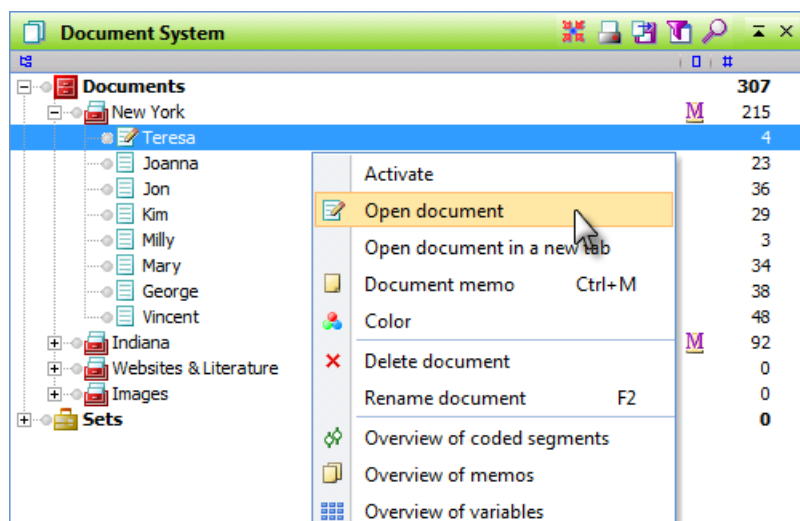 Document System
#
Documents 307
New York M 215
Teresa 4
Joanna 23
Jon 36
Kim 29
Milly 3
Mary 34
George 38
Vincent 48
Indiana M 92
Websites & Literature 0
Images 0
Sets 0
Activate
Open document
Open document in a new tab
Document memo Ctrl+M
Color
Delete document
Rename document F2
Overview of coded segments
Overview of memos
Overview of variables